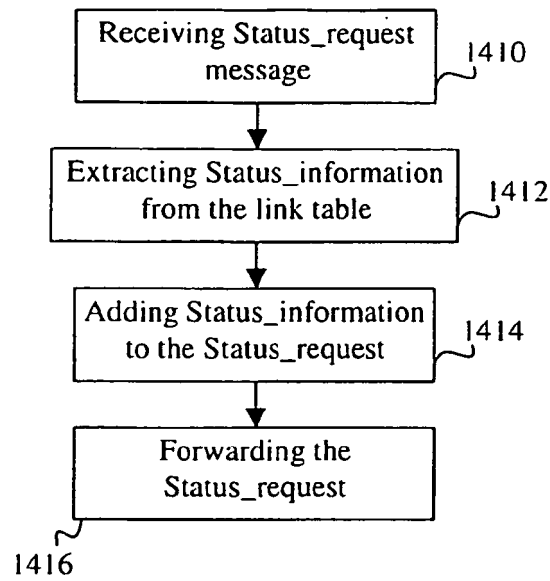 Receiving Status_request
message
1410
Extracting Status_information
from the link table
1412
Adding Status_information
to the Status_request
1414
Forwarding the
Status_request
1416